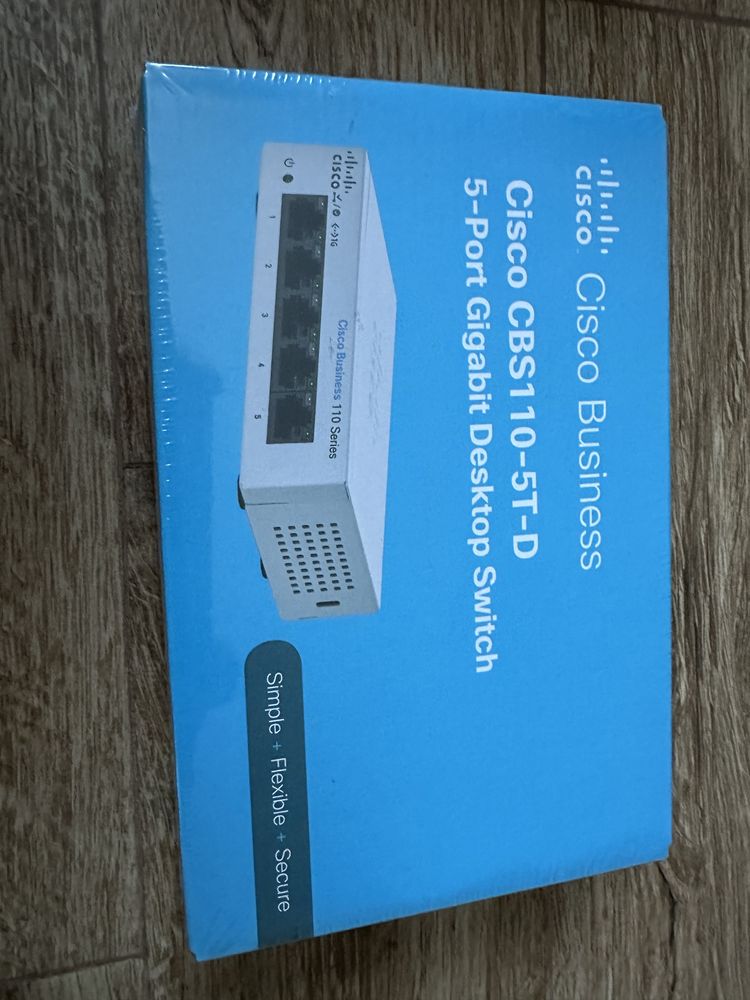 CISCO Cisco Business
Cisco CBS110-5T-D
5-Port Gigabit Desktop Switch
CISCO
1G
Cisco Business 110 Series
1 2 3 4 5
Simple + Flexible + Secure